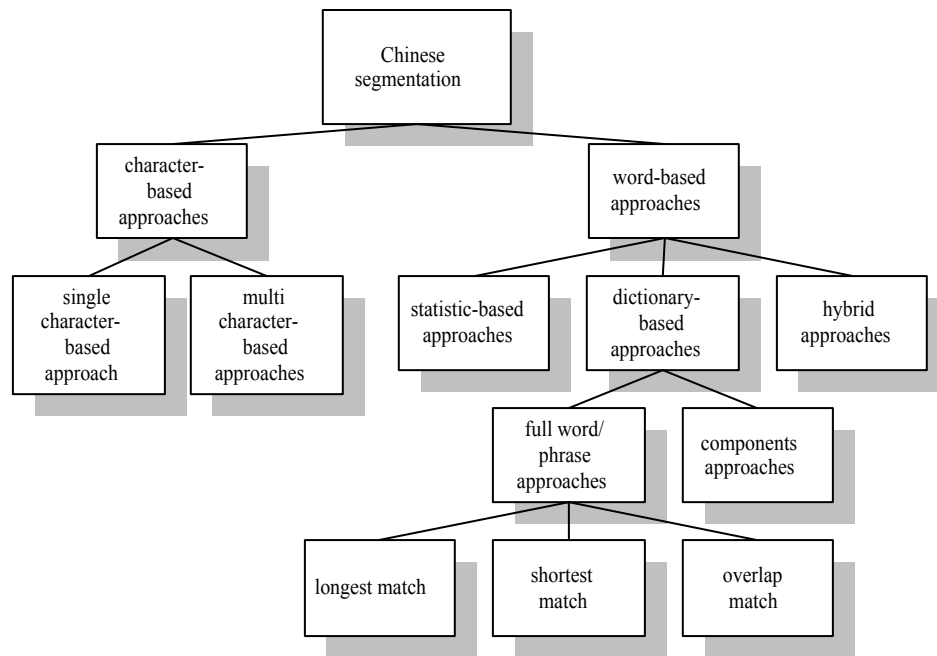 Chinese
segmentation
character-
based
approaches
word-based
approaches
single
character-
based
approach
multi
character-
based
approaches
statistic-based
approaches
dictionary-
based
approaches
hybrid
approaches
full word/
phrase
approaches
components
approaches
longest match
shortest
match
overlap
match